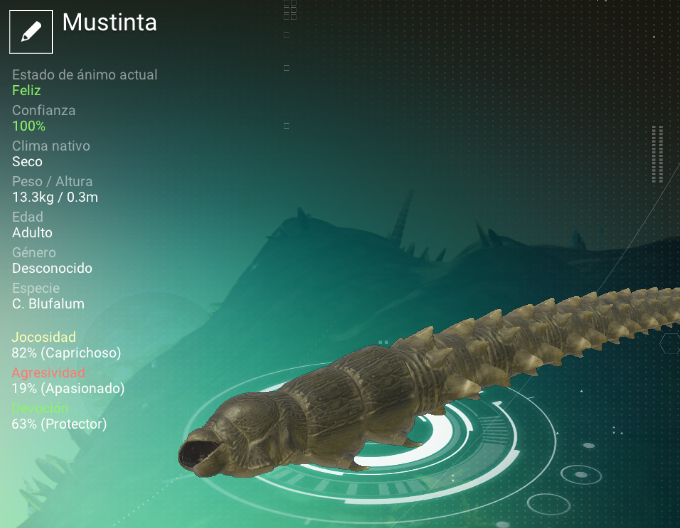 Mustinta
Estado de ánimo actual
Feliz
Confianza
100%
Clima nativo
Seco
Peso / Altura
13.3kg / 0.3m
Edad
Adulto
Género
Desconocido
Especie
C. Blufalum
Jocosidad
82% (Caprichoso)
Agresividad
19% (Apasionado)
Devoción
63% (Protector)